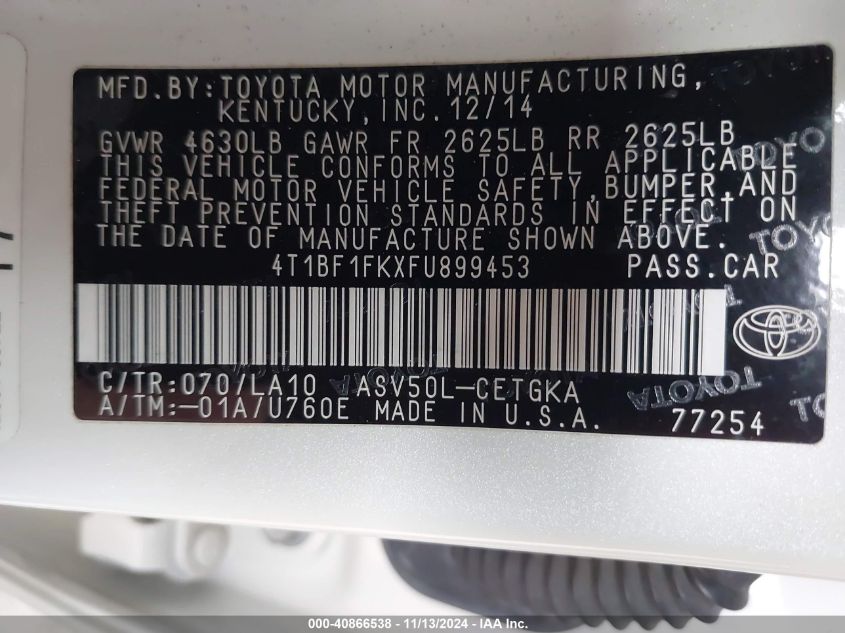 MFD.BY:TOYOTA MOTOR MANUFACTURING,
KENTUCKY,INC.12/14
GVWR 4630LB GAWR FR 2625LB RR 2625LB
THIS VEHICLE CONFORMS TO ALL APPLICABLE
FEDERAL MOTOR VEHICLE SAFETY,BUMPER,AND
THEFT PREVENTION STANDARDS IN EFFECT ON
THE DATE OF MANUFACTURE SHOWN ABOVE.
4T1BF1FKXFU899453 PASS.CAR
C/TR:070/LA10 ASV50L-CETGKA
A/TM:-01A/U760E MADE IN U.S.A. 77254
TOYOTA
000-40866538 - 11/13/2024 - IAA Inc.